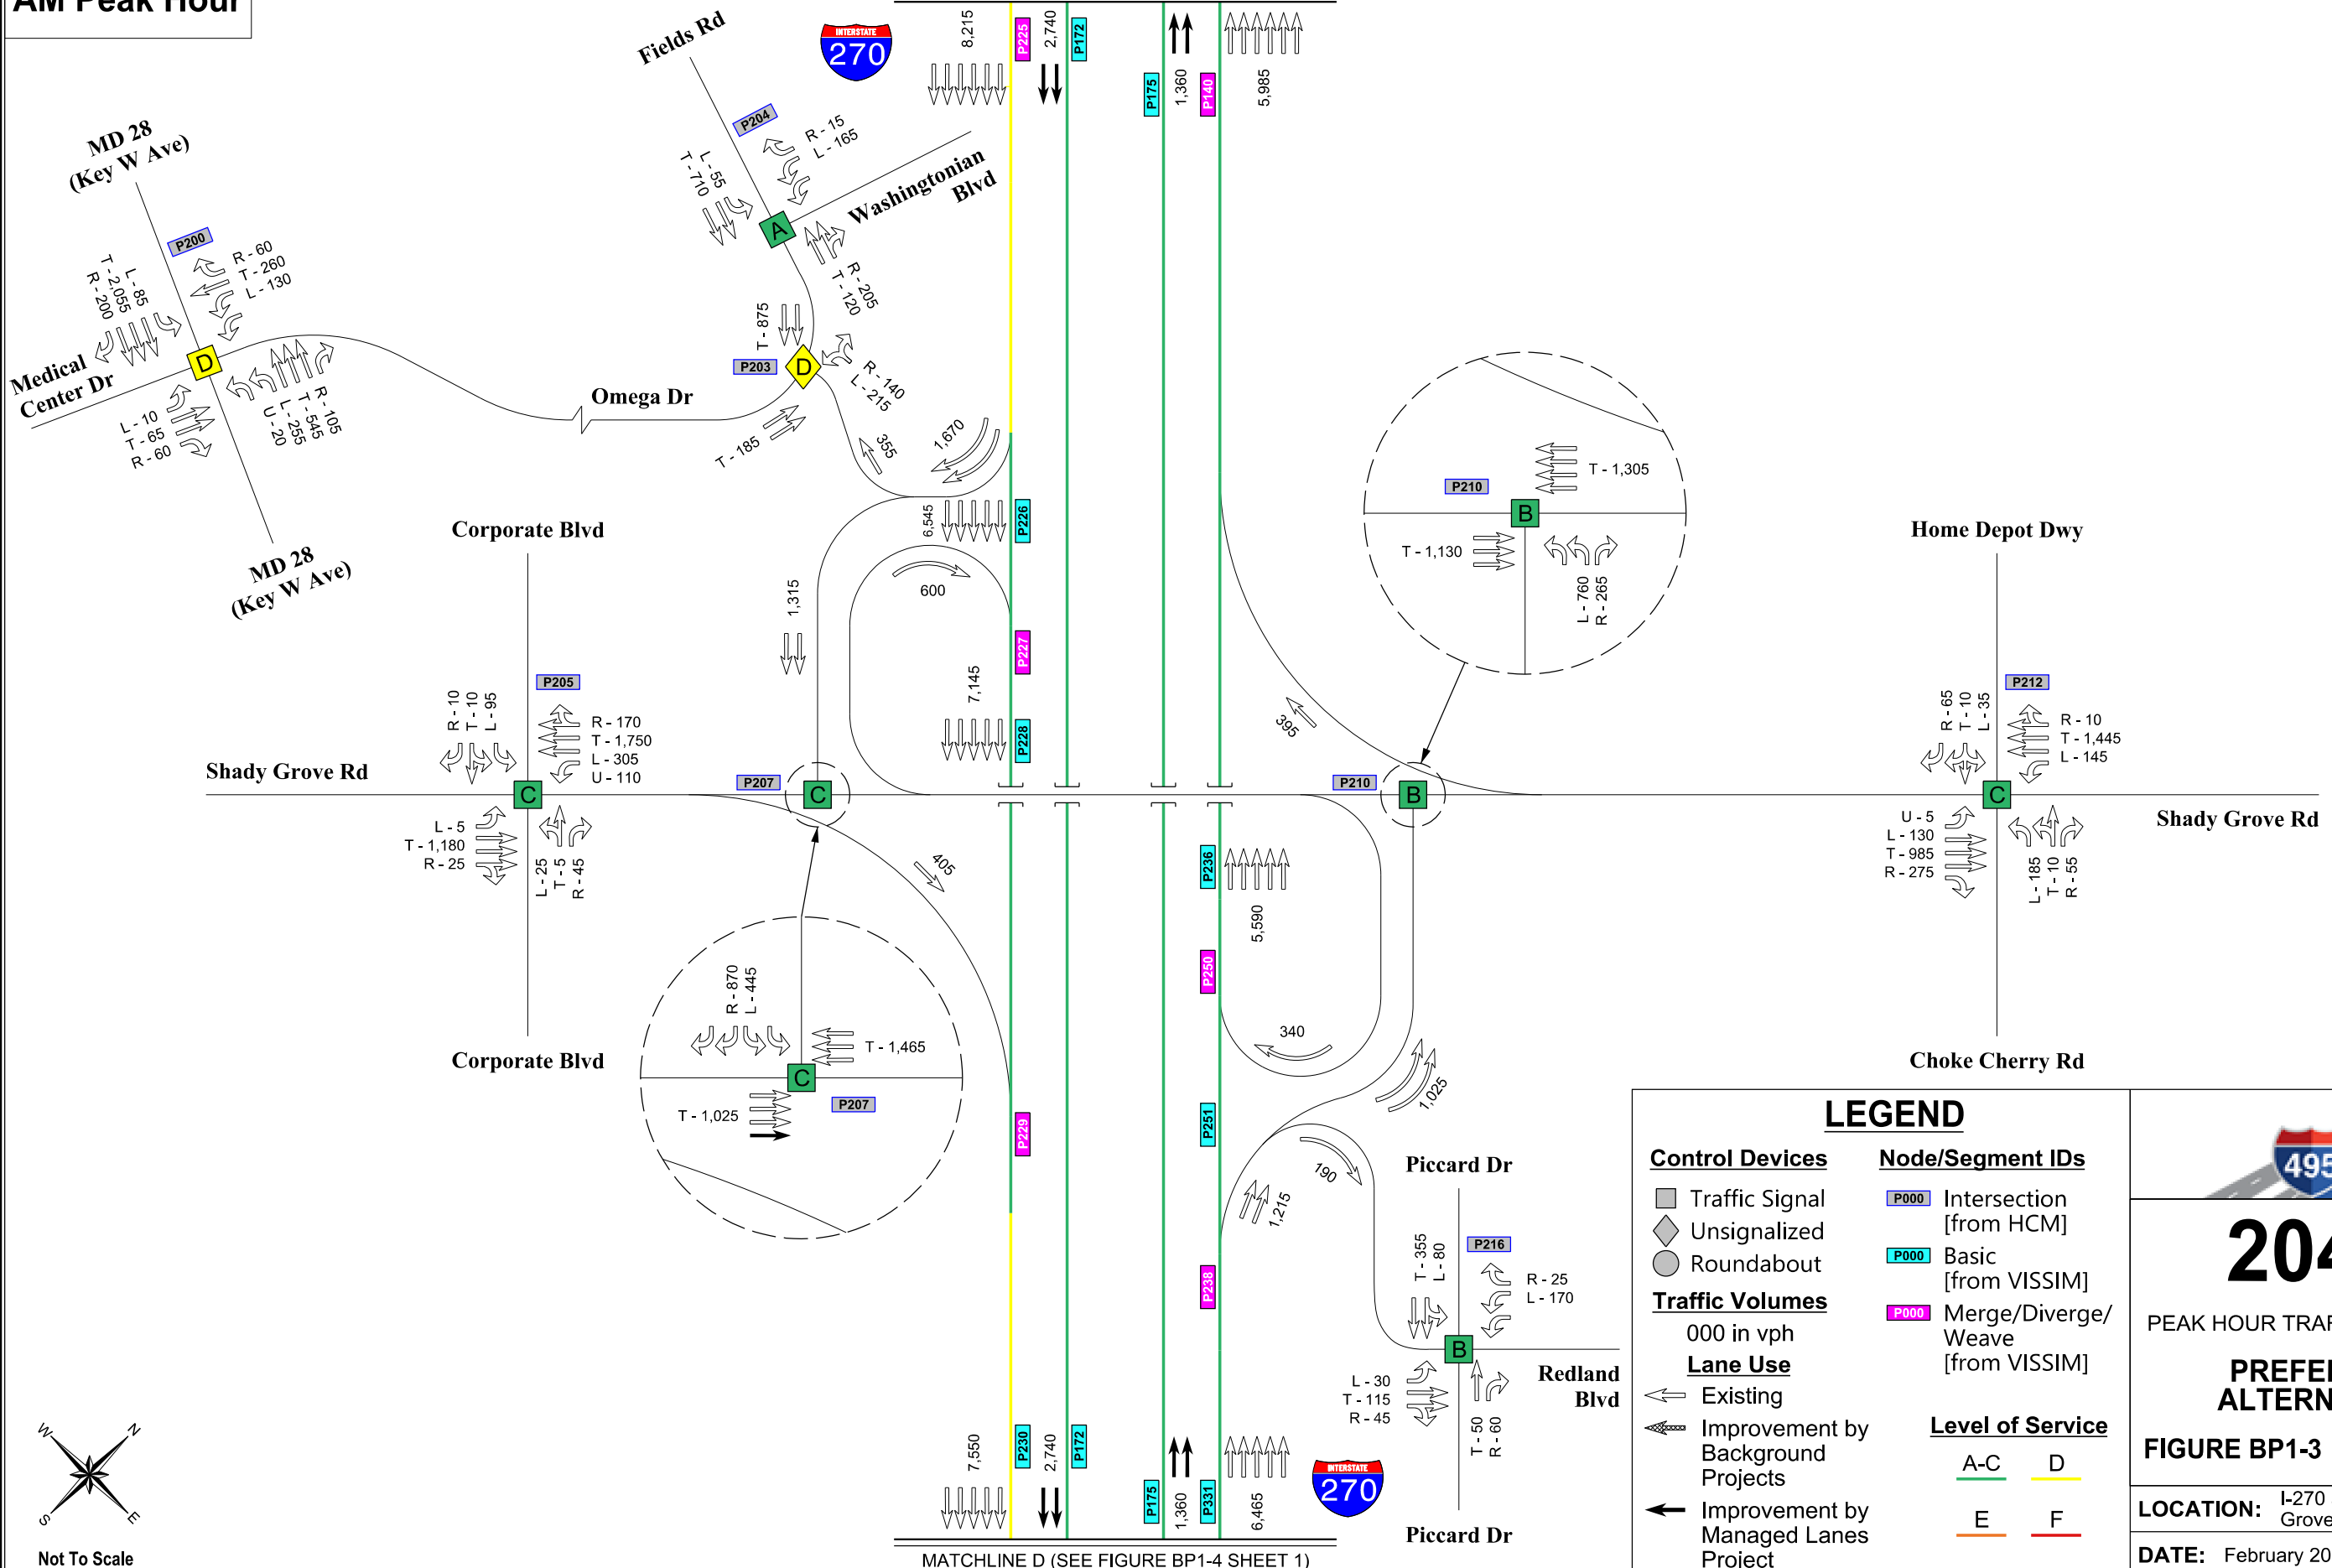 AM Peak Hour
Fields Rd
INTERSTATE
270
8,215
P225
2,740
P172
P175
1,360
P140
5,985
MD 28
(Key W Ave)
P204
R - 15
L - 165
L - 55
T - 710
A
Washingtonian
Blvd
R - 205
T - 120
P200
R - 60
T - 260
L - 130
L - 85
T - 2,055
R - 200
D
Medical
Center Dr
L - 10
T - 65
R - 60
R - 105
T - 545
L - 255
U - 20
MD 28
(Key W Ave)
Omega Dr
T - 875
P203
D
R - 140
L - 215
T - 185
355
1,670
6,545
P226
600
1,315
P227
7,145
P228
Corporate Blvd
P205
R - 10
T - 10
L - 95
R - 170
T - 1,750
L - 305
U - 110
Shady Grove Rd
C
L - 5
T - 1,180
R - 25
L - 25
T - 5
R - 45
Corporate Blvd
P207
C
405
R - 870
L - 445
T - 1,465
C
T - 1,025
P207
P229
7,550
P230
2,740
P172
P210
T - 1,305
B
T - 1,130
L - 760
R - 265
395
P210
B
P236
5,590
P250
340
P251
1,025
190
1,215
P238
P175
1,360
P331
6,465
INTERSTATE
270
Home Depot Dwy
P212
R - 65
T - 10
L - 35
R - 10
T - 1,445
L - 145
C
Shady Grove Rd
U - 5
L - 130
T - 985
R - 275
L - 185
T - 10
R - 55
Choke Cherry Rd
Piccard Dr
P216
T - 355
L - 80
R - 25
L - 170
B
Redland
Blvd
L - 30
T - 115
R - 45
T - 50
R - 60
Piccard Dr
W
N
S
E
Not To Scale
MATCHLINE D (SEE FIGURE BP1-4 SHEET 1)
LEGEND
Control Devices
Traffic Signal
Unsignalized
Roundabout
Traffic Volumes
000 in vph
Lane Use
Existing
Improvement by
Background
Projects
Improvement by
Managed Lanes
Project
Node/Segment IDs
P000 Intersection
[from HCM]
P000 Basic
[from VISSIM]
P000 Merge/Diverge/
Weave
[from VISSIM]
Level of Service
A-C D
E F
495
204
PEAK HOUR TRAF
PREFE
ALTERN
FIGURE BP1-3
LOCATION: I-270
Grove
DATE: February 20